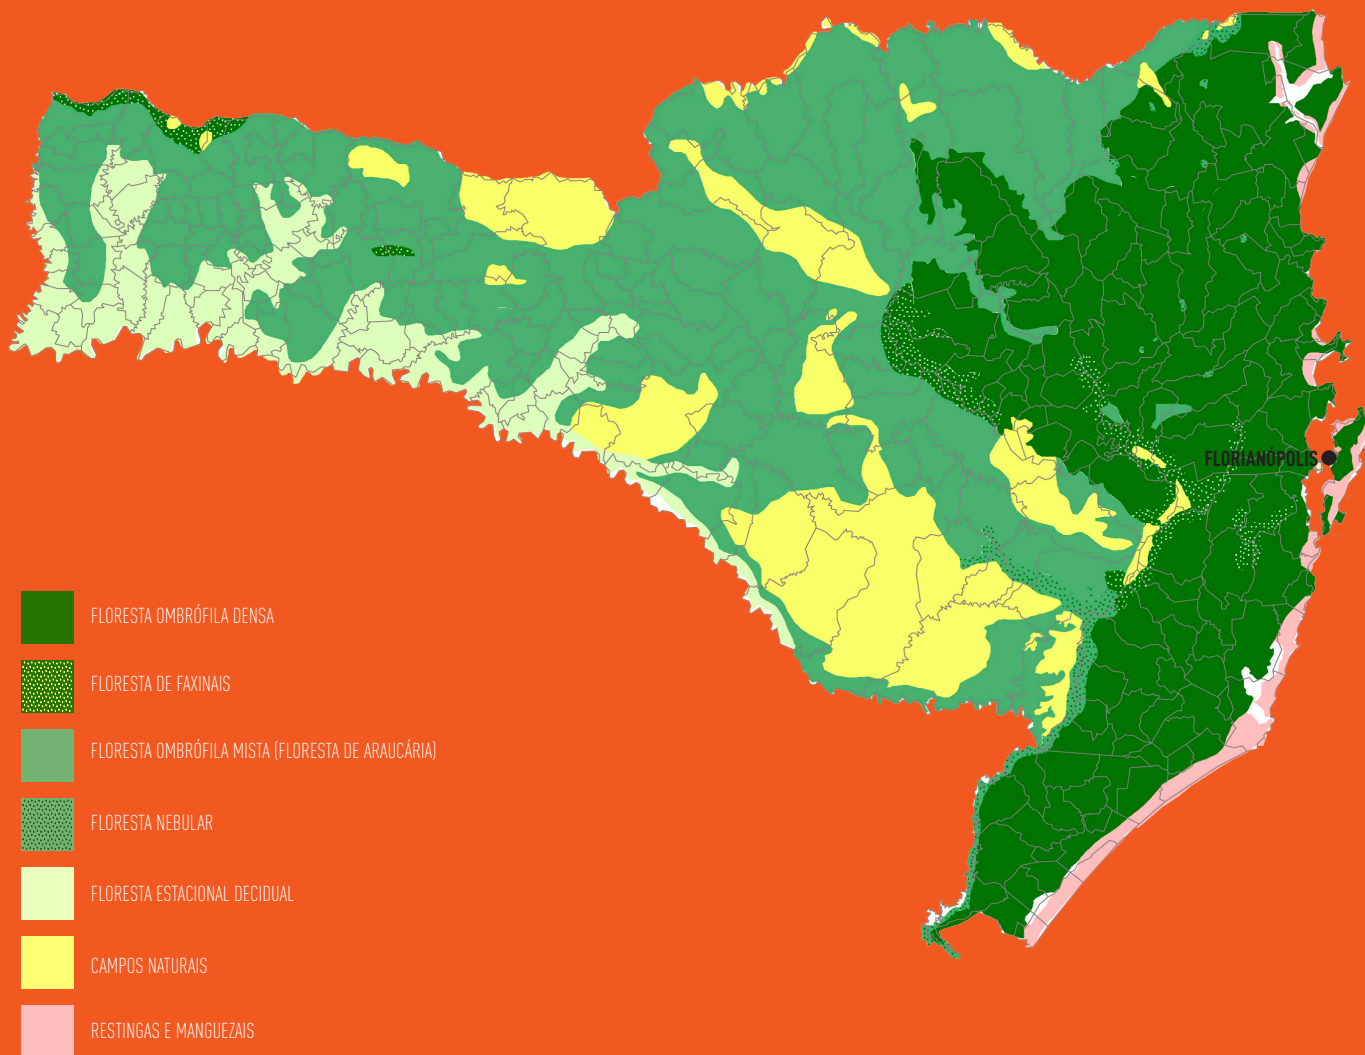 FLORIANÓPOLIS
FLORESTA OMBRÓFILA DENSA
FLORESTA DE FAXINAIS
FLORESTA OMBRÓFILA MISTA (FLORESTA DE ARAUCÁRIA)
FLORESTA NEBULAR
FLORESTA ESTACIONAL DECIDUAL
CAMPOS NATURAIS
RESTINGAS E MANGUEZAIS